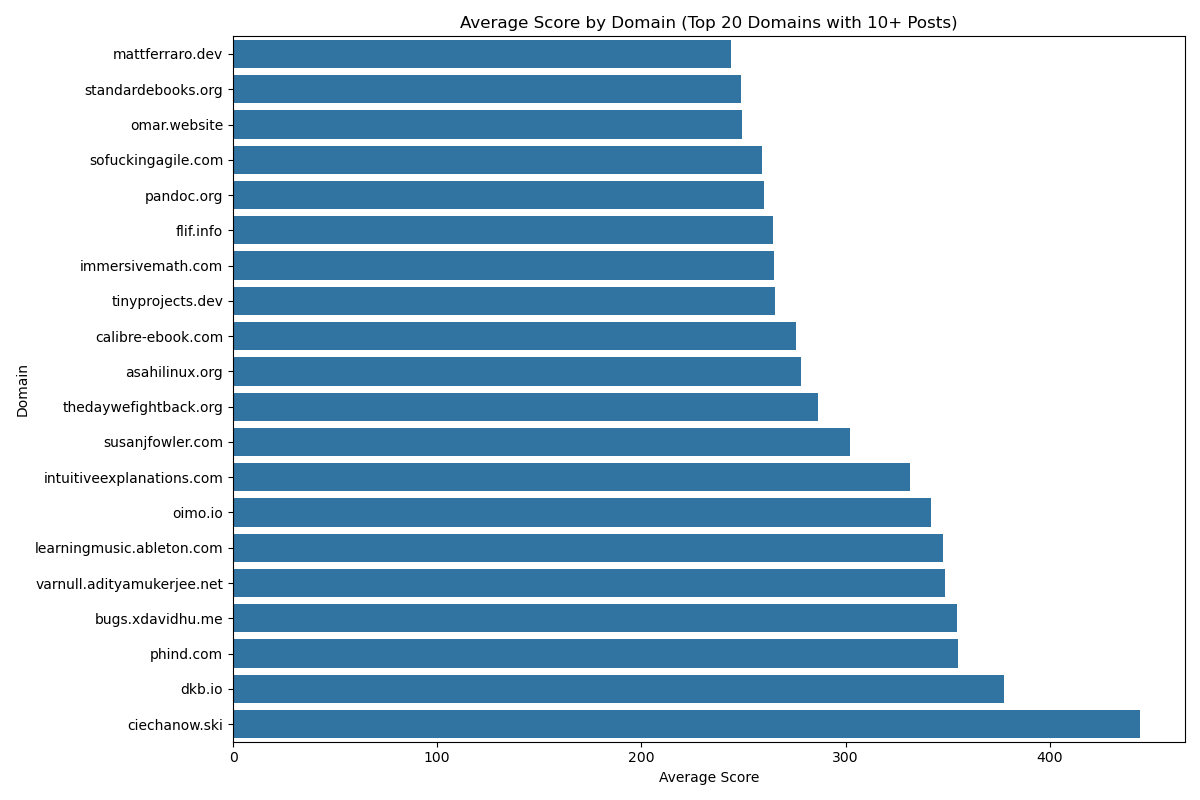 Average Score by Domain (Top 20 Domains with 10+ Posts)
Domain
mattferraro.dev
standardebooks.org
omar.website
sofuckingagile.com
pandoc.org
flif.info
immersivemath.com
tinyprojects.dev
calibre-ebook.com
asahilinux.org
thedaywefightback.org
susanjfowler.com
intuitiveexplanations.com
oimo.io
learningmusic.ableton.com
varnull.adityamukerjee.net
bugs.xdavidhu.me
phind.com
dkb.io
ciechanow.ski
0 100 200 300 400
Average Score